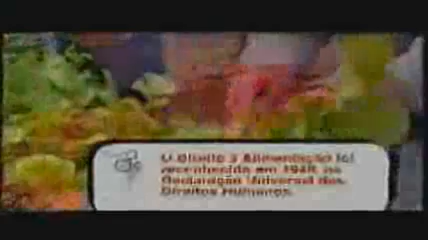 O Direito à Alimentação foi
reconhecido em 1948, na
Declaração Universal dos
Direitos Humanos.